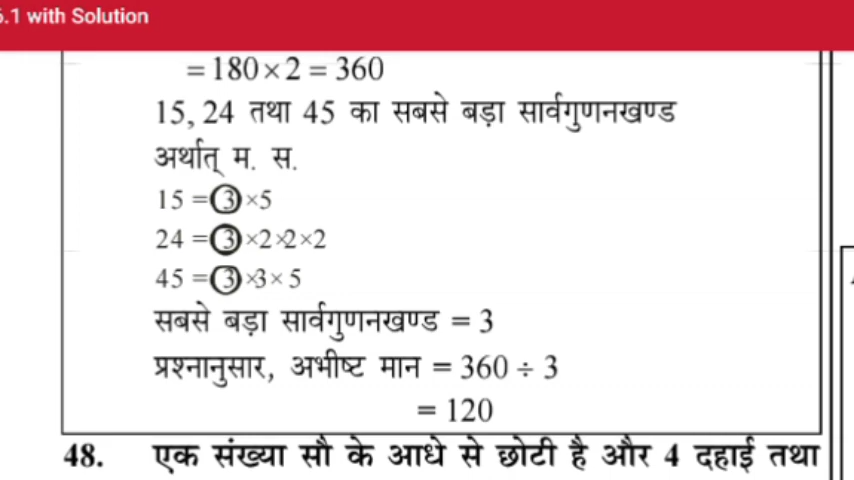 6.1 with Solution
= 180 × 2 = 360
15, 24 तथा 45 का सबसे बड़ा सार्वगुणनखण्ड
अर्थात् म. स.
15 = 3 × 5
24 = 3 × 2 × 2 × 2
45 = 3 × 3 × 5
सबसे बड़ा सार्वगुणनखण्ड = 3
प्रश्नानुसार, अभीष्ट मान = 360 ÷ 3
= 120
48. एक संख्या सौ के आधे से छोटी है और 4 दहाई तथा